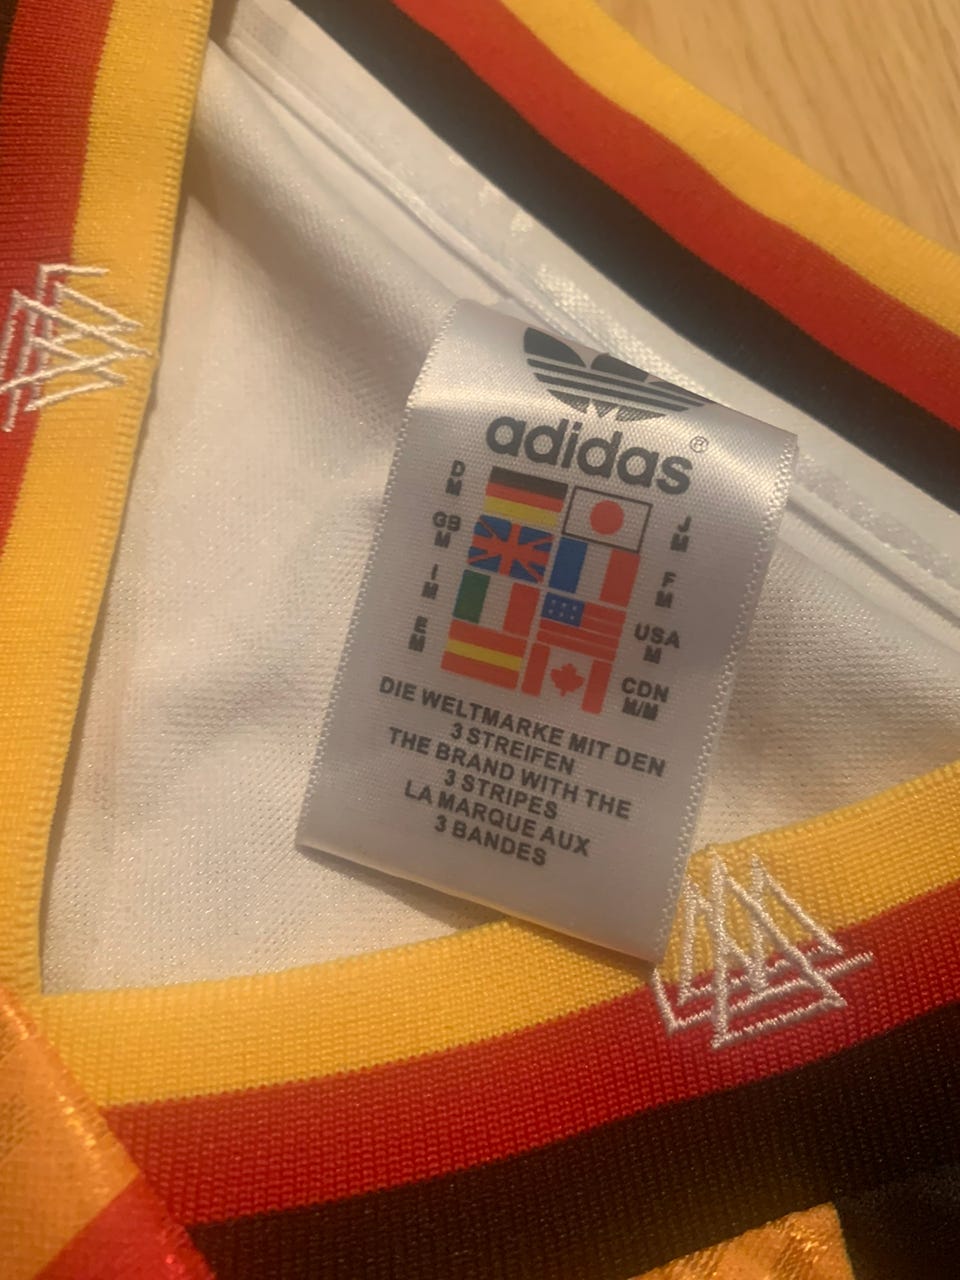 adidas®
D
M
J
M
GB
M
F
M
I
M
USA
M
E
M
CDN
M/M
DIE WELTMARKE MIT DEN
3 STREIFEN
THE BRAND WITH THE
3 STRIPES
LA MARQUE AUX
3 BANDES